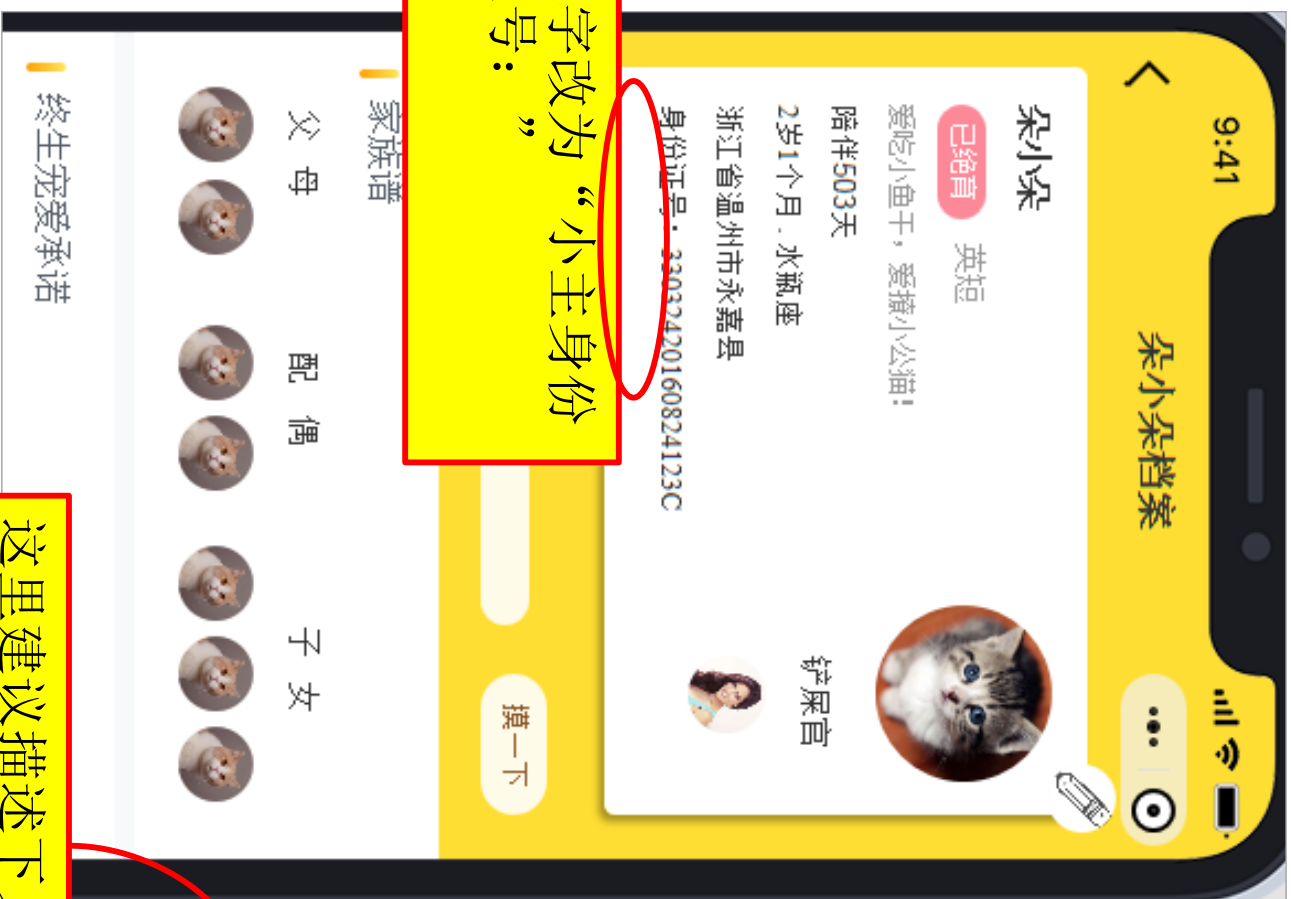 9:41
朵小朵档案
朵小朵
已绝育 英短
爱吃小鱼干，爱撩小公猫！
陪伴503天
2岁1个月 . 水瓶座
浙江省温州市永嘉县
身份证号：33032420160824123C
铲屎官
字改为“小主身份
号：”
摸一下
家族谱
父母 配偶 子女
终生宠爱承诺
这里建议描述下